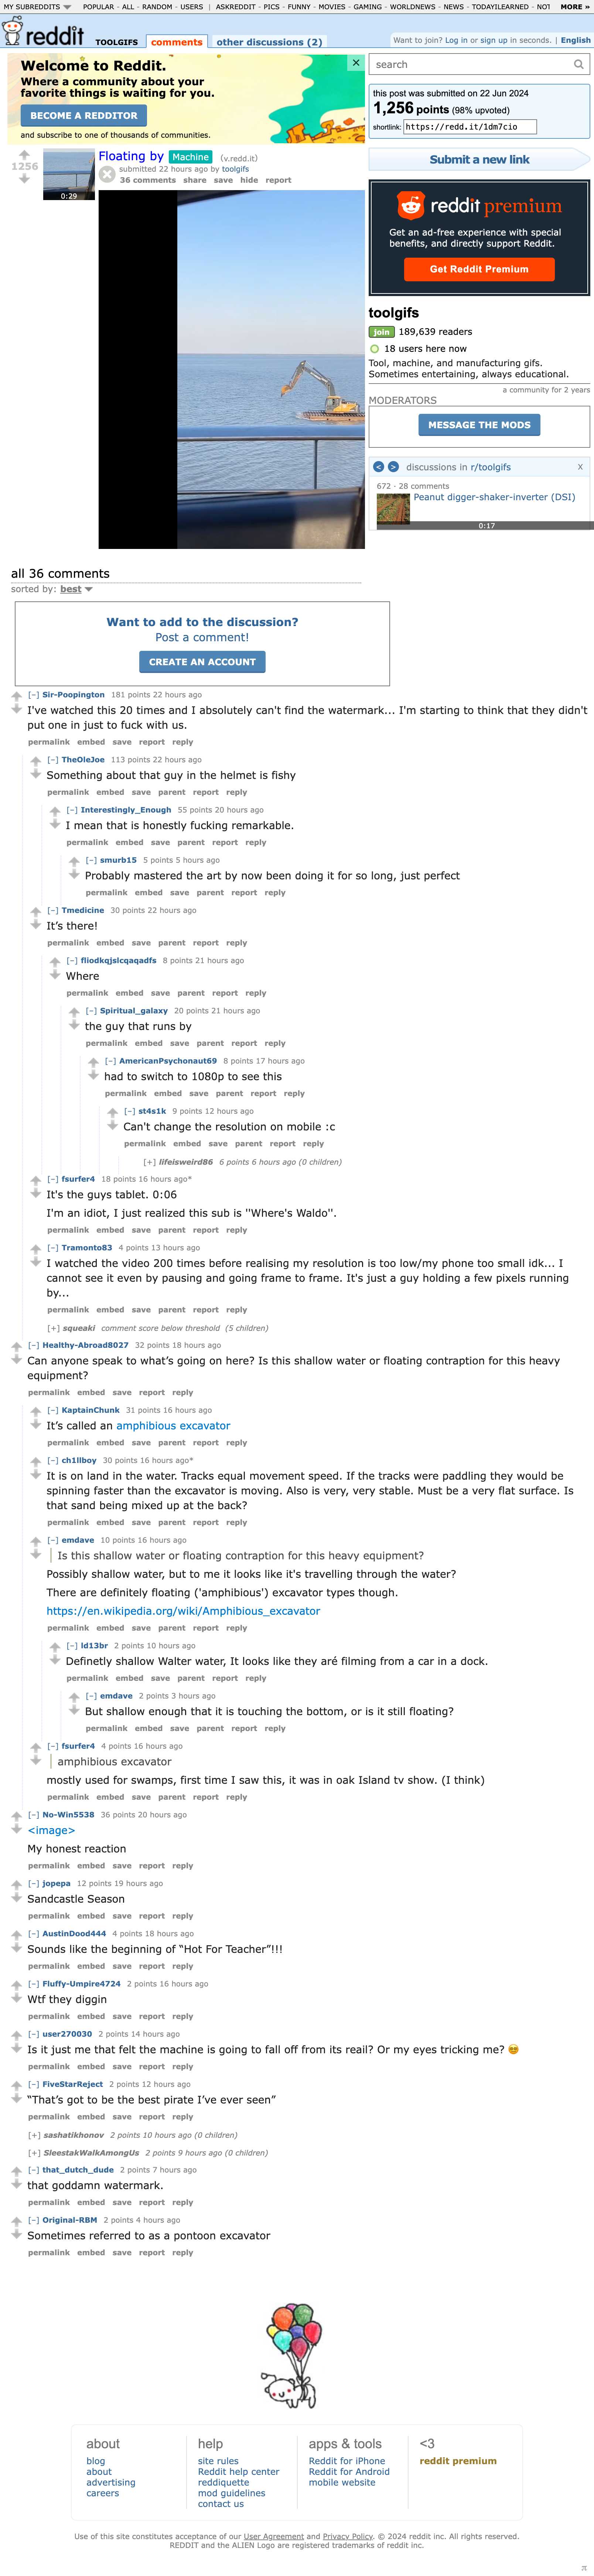 MY SUBREDDITS
POPULAR - ALL - RANDOM - USERS | ASKREDDIT - PICS - FUNNY - MOVIES - GAMING - WORLDNEWS - NEWS - TODAYILEARNED - NOT MORE »
reddit TOOLGIFS comments other discussions (2)
Want to join? Log in or sign up in seconds. | English
Welcome to Reddit.
Where a community about your
favorite things is waiting for you.
BECOME A REDDITOR
and subscribe to one of thousands of communities.
×
search
this post was submitted on 22 Jun 2024
1,256 points (98% upvoted)
shortlink: https://redd.it/1dm7cio
Submit a new link
reddit premium
Get an ad-free experience with special
benefits, and directly support Reddit.
Get Reddit Premium
toolgifs
join 189,639 readers
18 users here now
Tool, machine, and manufacturing gifs.
Sometimes entertaining, always educational.
a community for 2 years
MODERATORS
MESSAGE THE MODS
< > discussions in r/toolgifs X
672 · 28 comments
Peanut digger-shaker-inverter (DSI)
0:17
1256
0:29
Floating by Machine (v.redd.it)
submitted 22 hours ago by toolgifs
36 comments share save hide report
all 36 comments
sorted by: best
Want to add to the discussion?
Post a comment!
CREATE AN ACCOUNT
[–] Sir-Poopington 181 points 22 hours ago
I've watched this 20 times and I absolutely can't find the watermark... I'm starting to think that they didn't
put one in just to fuck with us.
permalink embed save report reply
[–] TheOleJoe 113 points 22 hours ago
Something about that guy in the helmet is fishy
permalink embed save parent report reply
[–] Interestingly_Enough 55 points 20 hours ago
I mean that is honestly fucking remarkable.
permalink embed save parent report reply
[–] smurb15 5 points 5 hours ago
Probably mastered the art by now been doing it for so long, just perfect
permalink embed save parent report reply
[–] Tmedicine 30 points 22 hours ago
It's there!
permalink embed save parent report reply
[–] fliodkqjslcqaqadfs 8 points 21 hours ago
Where
permalink embed save parent report reply
[–] Spiritual_galaxy 20 points 21 hours ago
the guy that runs by
permalink embed save parent report reply
[–] AmericanPsychonaut69 8 points 17 hours ago
had to switch to 1080p to see this
permalink embed save parent report reply
[–] st4s1k 9 points 12 hours ago
Can't change the resolution on mobile :c
permalink embed save parent report reply
[+] lifeisweird86 6 points 6 hours ago (0 children)
[–] fsurfer4 18 points 16 hours ago*
It's the guys tablet. 0:06
I'm an idiot, I just realized this sub is ''Where's Waldo''.
permalink embed save parent report reply
[–] Tramonto83 4 points 13 hours ago
I watched the video 200 times before realising my resolution is too low/my phone too small idk... I
cannot see it even by pausing and going frame to frame. It's just a guy holding a few pixels running
by...
permalink embed save parent report reply
[+] squeaki comment score below threshold (5 children)
[–] Healthy-Abroad8027 32 points 18 hours ago
Can anyone speak to what's going on here? Is this shallow water or floating contraption for this heavy
equipment?
permalink embed save report reply
[–] KaptainChunk 31 points 16 hours ago
It's called an amphibious excavator
permalink embed save parent report reply
[–] ch1llboy 30 points 16 hours ago*
It is on land in the water. Tracks equal movement speed. If the tracks were paddling they would be
spinning faster than the excavator is moving. Also is very, very stable. Must be a very flat surface. Is
that sand being mixed up at the back?
permalink embed save parent report reply
[–] emdave 10 points 16 hours ago
Is this shallow water or floating contraption for this heavy equipment?
Possibly shallow water, but to me it looks like it's travelling through the water?
There are definitely floating ('amphibious') excavator types though.
https://en.wikipedia.org/wiki/Amphibious_excavator
permalink embed save parent report reply
[–] ld13br 2 points 10 hours ago
Definetly shallow Walter water, It looks like they aré filming from a car in a dock.
permalink embed save parent report reply
[–] emdave 2 points 3 hours ago
But shallow enough that it is touching the bottom, or is it still floating?
permalink embed save parent report reply
[–] fsurfer4 4 points 16 hours ago
amphibious excavator
mostly used for swamps, first time I saw this, it was in oak Island tv show. (I think)
permalink embed save parent report reply
[–] No-Win5538 36 points 20 hours ago
<image>
My honest reaction
permalink embed save report reply
[–] jopepa 12 points 19 hours ago
Sandcastle Season
permalink embed save report reply
[–] AustinDood444 4 points 18 hours ago
Sounds like the beginning of “Hot For Teacher”!!!
permalink embed save report reply
[–] Fluffy-Umpire4724 2 points 16 hours ago
Wtf they diggin
permalink embed save report reply
[–] user270030 2 points 14 hours ago
Is it just me that felt the machine is going to fall off from its reail? Or my eyes tricking me? 😎
permalink embed save report reply
[–] FiveStarReject 2 points 12 hours ago
“That's got to be the best pirate I've ever seen”
permalink embed save report reply
[+] sashatikhonov 2 points 10 hours ago (0 children)
[+] SleestakWalkAmongUs 2 points 9 hours ago (0 children)
[–] that_dutch_dude 2 points 7 hours ago
that goddamn watermark.
permalink embed save report reply
[–] Original-RBM 2 points 4 hours ago
Sometimes referred to as a pontoon excavator
permalink embed save report reply
about
blog
about
advertising
careers
help
site rules
Reddit help center
reddiquette
mod guidelines
contact us
apps & tools
Reddit for iPhone
Reddit for Android
mobile website
<3
reddit premium
Use of this site constitutes acceptance of our User Agreement and Privacy Policy. © 2024 reddit inc. All rights reserved.
REDDIT and the ALIEN Logo are registered trademarks of reddit inc.
π